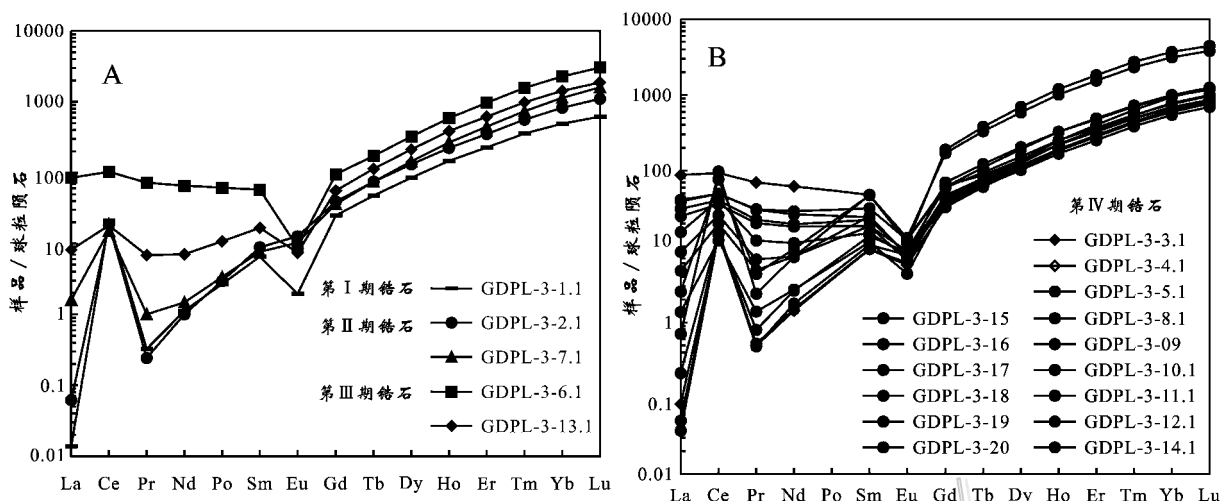 10000
1000
100
10
1
0.1
0.01
样品/球粒陨石
A
第Ⅰ期锆石
GDPL-3-1.1
第Ⅱ期锆石
GDPL-3-2.1
GDPL-3-7.1
第Ⅲ期锆石
GDPL-3-6.1
GDPL-3-13.1
La Ce Pr Nd Po Sm Eu Gd Tb Dy Ho Er Tm Yb Lu
10000
1000
100
10
1
0.1
0.01
样品/球粒陨石
B
第Ⅳ期锆石
GDPL-3-3.1
GDPL-3-4.1
GDPL-3-5.1
GDPL-3-15 GDPL-3-8.1
GDPL-3-16 GDPL-3-09
GDPL-3-17 GDPL-3-10.1
GDPL-3-18 GDPL-3-11.1
GDPL-3-19 GDPL-3-12.1
GDPL-3-20 GDPL-3-14.1
La Ce Pr Nd Po Sm Eu Gd Tb Dy Ho Er Tm Yb Lu